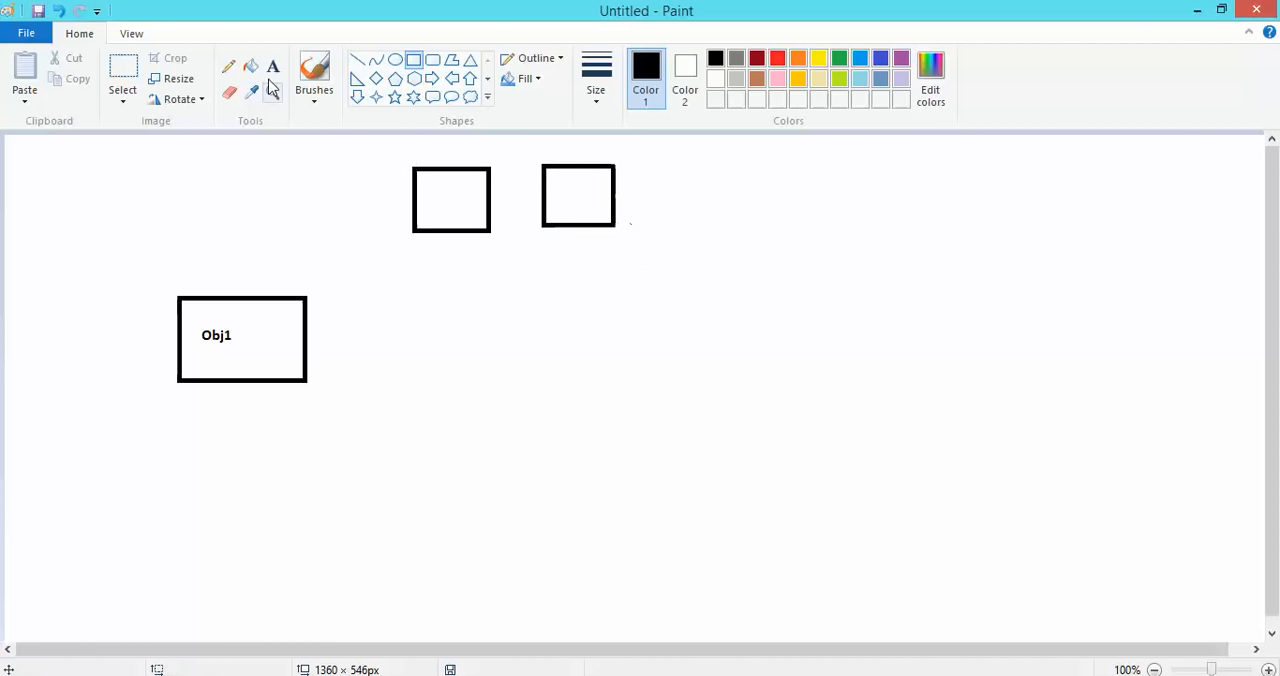 Untitled - Paint
File Home View
Cut
Copy
Paste
Clipboard
Crop
Resize
Rotate
Select
Image
A
Tools
Brushes
Outline
Fill
Shapes
Size
Color 1
Color 2
Edit colors
Colors
Obj1
1360 × 546px
100%